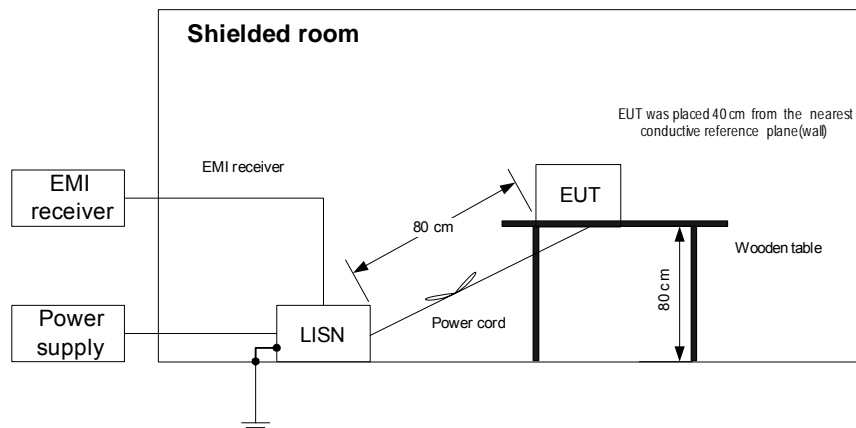 Shielded room
EUT was placed 40 cm from the nearest
conductive reference plane(wall)
EMI receiver
EMI
receiver
EUT
80 cm
Wooden table
80 cm
Power
supply
LISN
Power cord